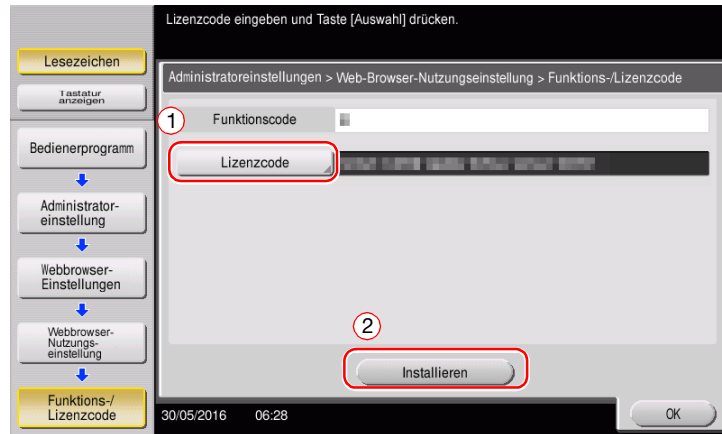 Lizenzcode eingeben und Taste [Auswahl] drücken.
Lesezeichen
Tastatur
anzeigen
Bedienerprogramm
Administrator-
einstellung
Webbrowser-
Einstellungen
Webbrowser-
Nutzungs-
einstellung
Funktions-/
Lizenzcode
Administratoreinstellungen > Web-Browser-Nutzungseinstellung > Funktions-/Lizenzcode
1
Funktionscode
Lizenzcode
2
Installieren
30/05/2016 06:28
OK